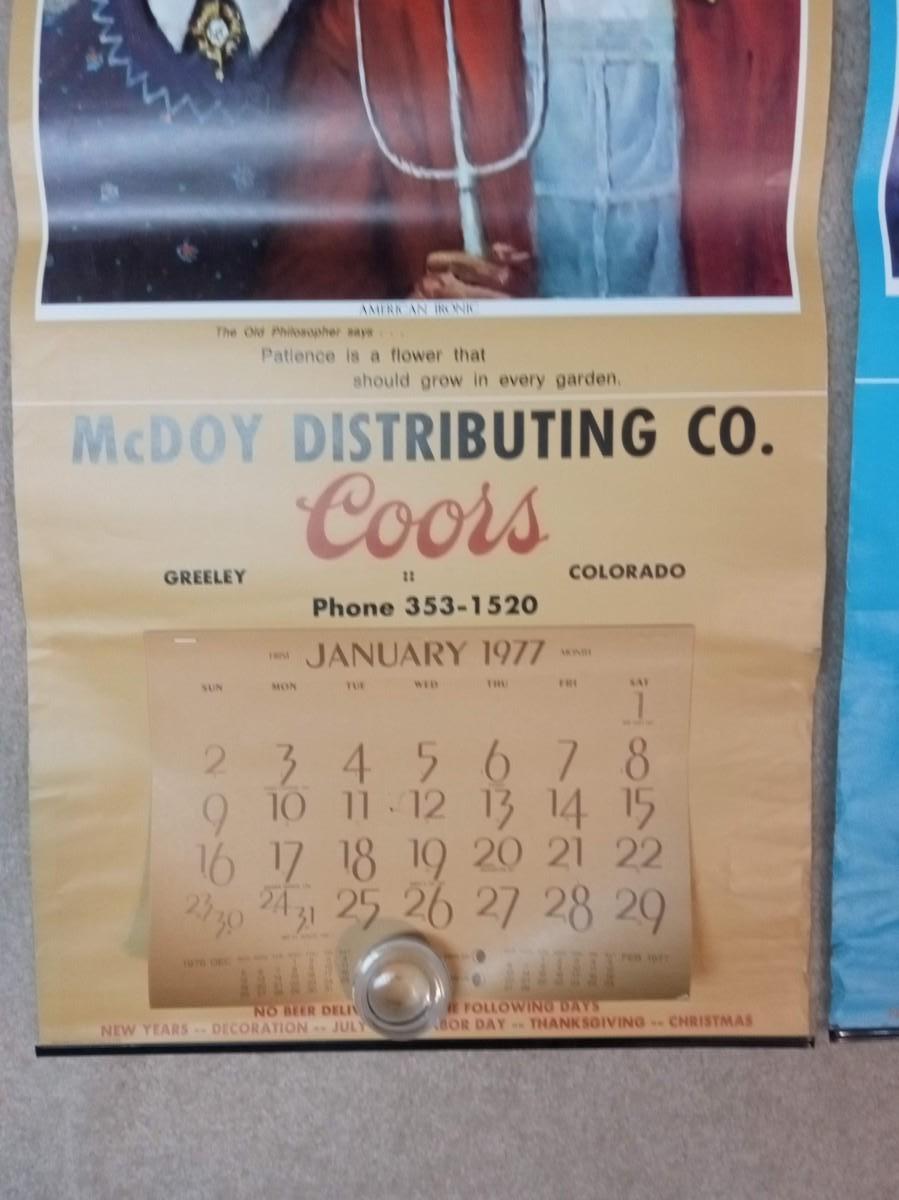 AMERICAN IRONIC
The Old Philosopher says . . .
Patience is a flower that
should grow in every garden.
McDOY DISTRIBUTING CO.
Coors
GREELEY :: COLORADO
Phone 353-1520
FIRST JANUARY 1977 MONTH
SUN MON TUE WED THU FRI SAT
1
2 3 4 5 6 7 8
9 10 11 12 13 14 15
16 17 18 19 20 21 22
23/30 24/31 25 26 27 28 29
1976 DEC FEB 1977
NO BEER FOLLOWING DAYS
NEW YEARS -- DECORATION -- JULY DAY -- THANKSGIVING -- CHRISTMAS